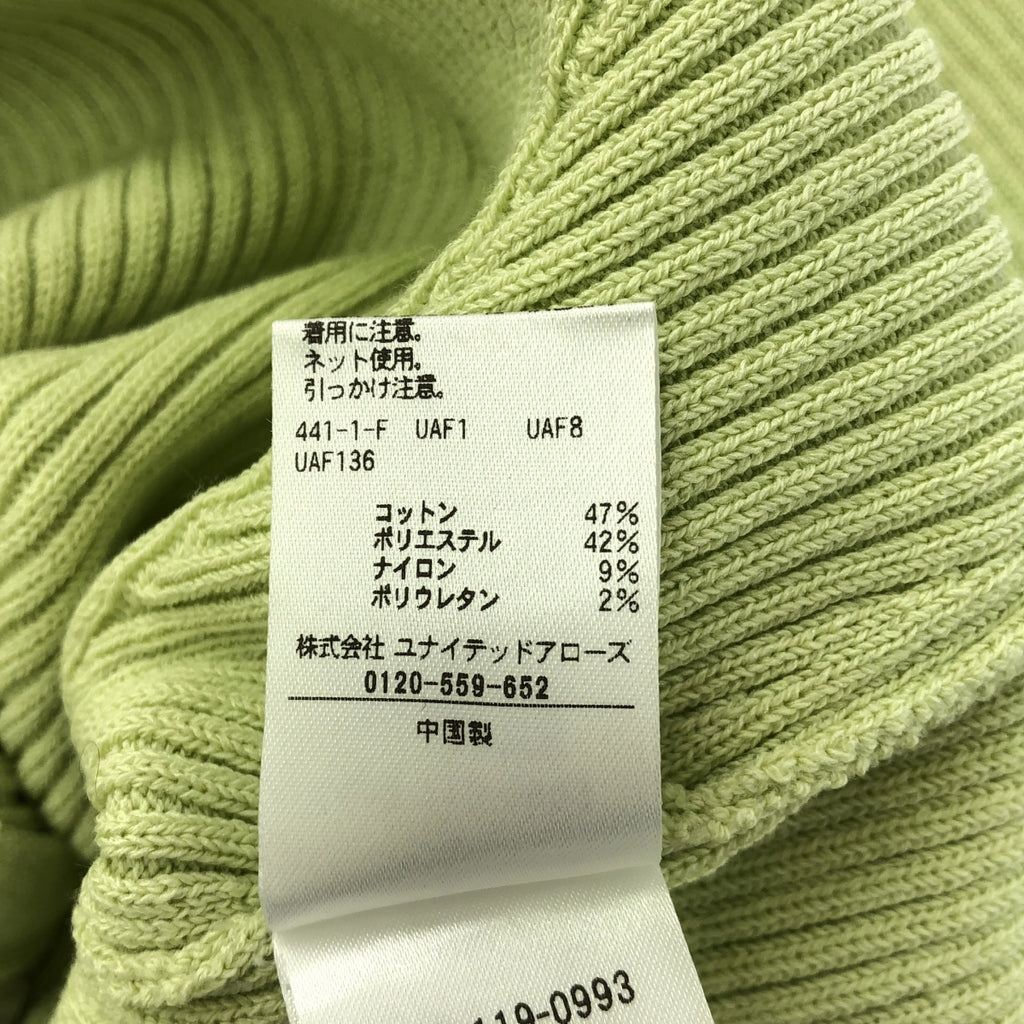 着用に注意。
ネット使用。
引っかけ注意。
441-1-F UAF1 UAF8
UAF136
コットン 47%
ポリエステル 42%
ナイロン 9%
ポリウレタン 2%
株式会社 ユナイテッドアローズ
0120-559-652
中国製
119-0993